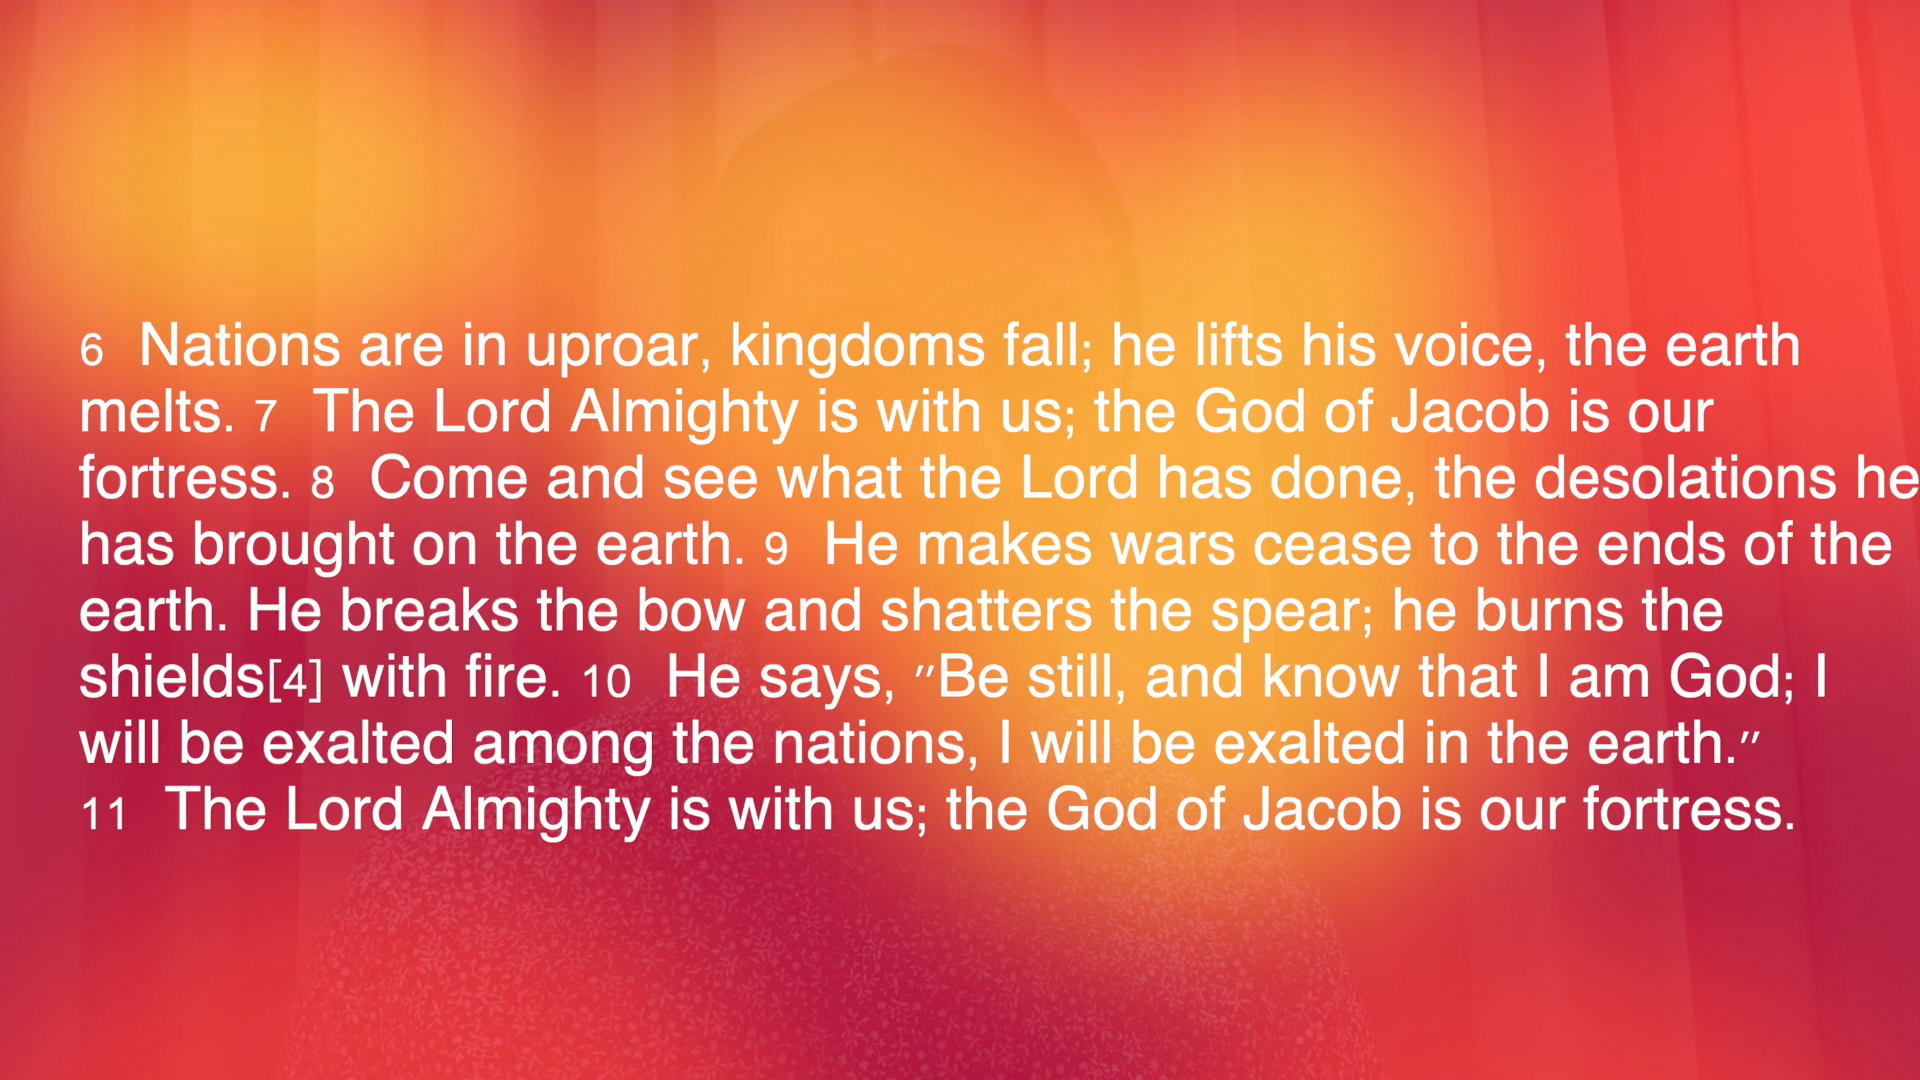 6 Nations are in uproar, kingdoms fall; he lifts his voice, the earth
melts. 7 The Lord Almighty is with us; the God of Jacob is our
fortress. 8 Come and see what the Lord has done, the desolations he
has brought on the earth. 9 He makes wars cease to the ends of the
earth. He breaks the bow and shatters the spear; he burns the
shields[4] with fire. 10 He says, "Be still, and know that I am God; I
will be exalted among the nations, I will be exalted in the earth."
11 The Lord Almighty is with us; the God of Jacob is our fortress.